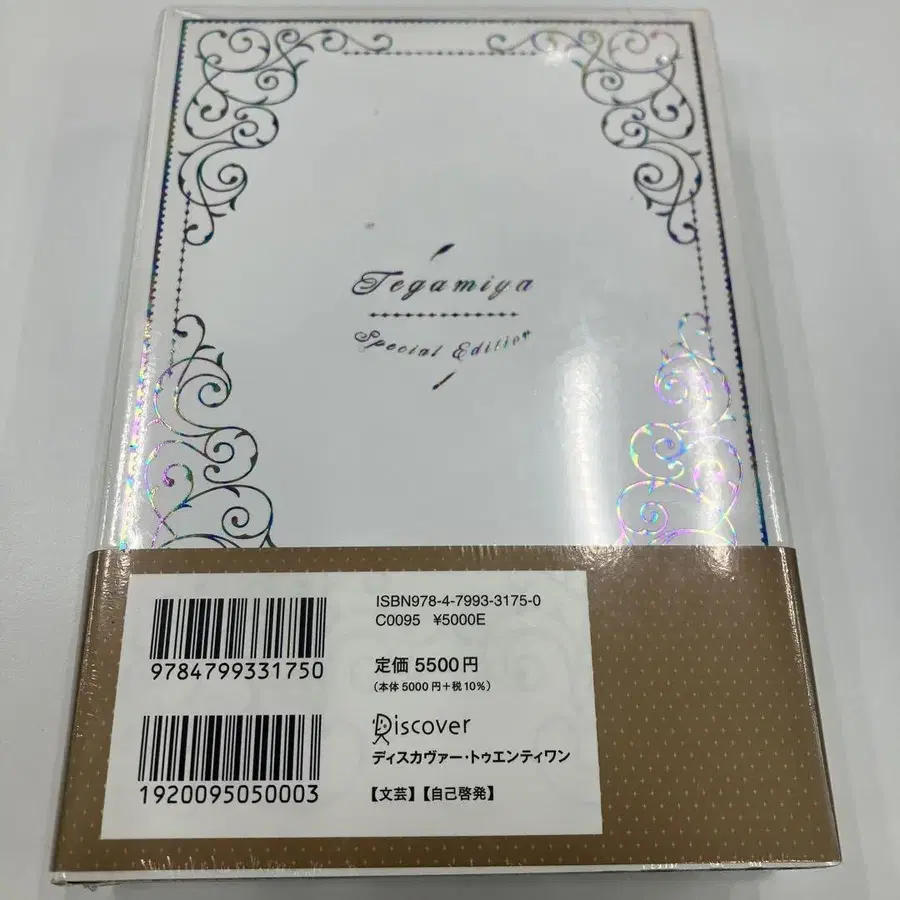 Tegamiya
Special Edition
ISBN978-4-7993-3175-0
C0095 ¥5000E
9784799331750
定価 5500円
(本体 5000円+税10%)
Discover
ディスカヴァー・トゥエンティワン
1920095050003
【文芸】【自己啓発】